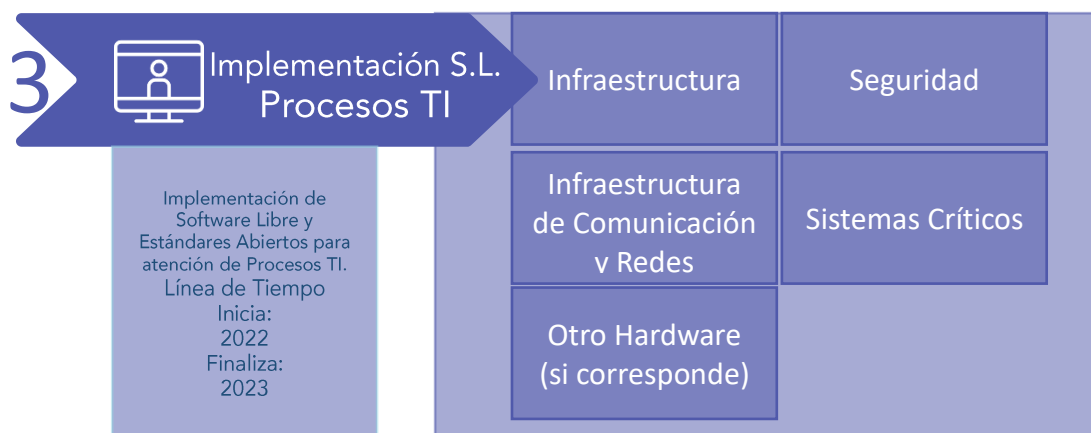 3
Implementación S.L.
Procesos TI
Implementación de
Software Libre y
Estándares Abiertos para
atención de Procesos TI.
Línea de Tiempo
Inicia:
2022
Finaliza:
2023
Infraestructura
Seguridad
Infraestructura
de Comunicación
y Redes
Sistemas Críticos
Otro Hardware
(si corresponde)